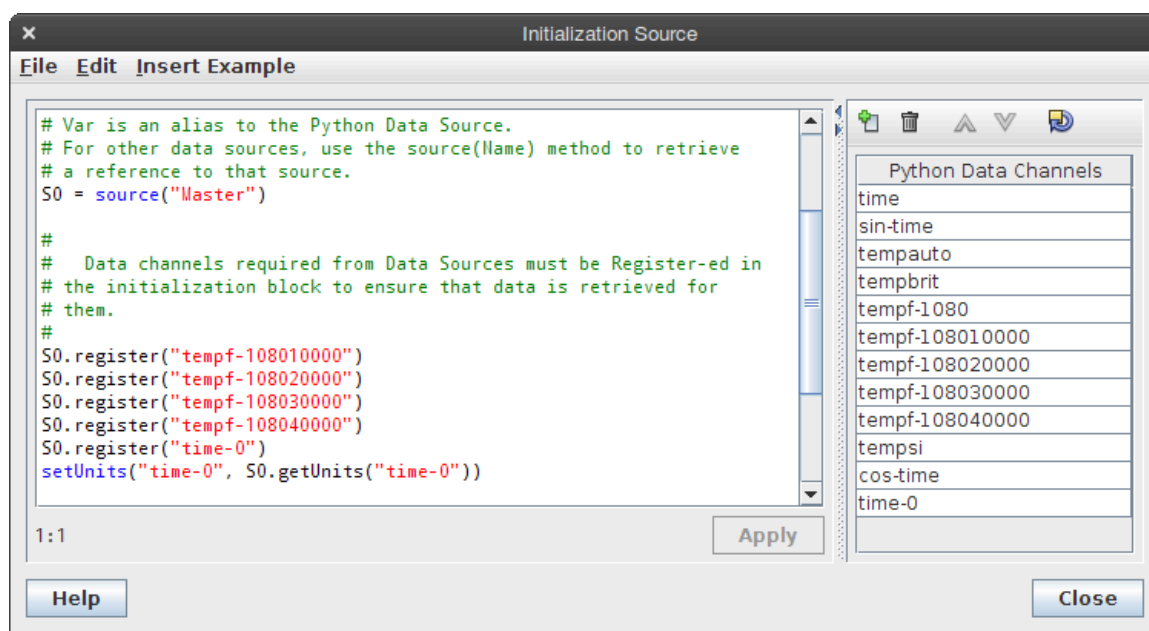 Initialization Source
File Edit Insert Example
# Var is an alias to the Python Data Source.
# For other data sources, use the source(Name) method to retrieve
# a reference to that source.
S0 = source("Master")
#
#   Data channels required from Data Sources must be Register-ed in
# the initialization block to ensure that data is retrieved for
# them.
#
S0.register("tempf-108010000")
S0.register("tempf-108020000")
S0.register("tempf-108030000")
S0.register("tempf-108040000")
S0.register("time-0")
setUnits("time-0", S0.getUnits("time-0"))
1:1
Apply
Python Data Channels
time
sin-time
tempauto
tempbrit
tempf-1080
tempf-108010000
tempf-108020000
tempf-108030000
tempf-108040000
tempsi
cos-time
time-0
Help
Close